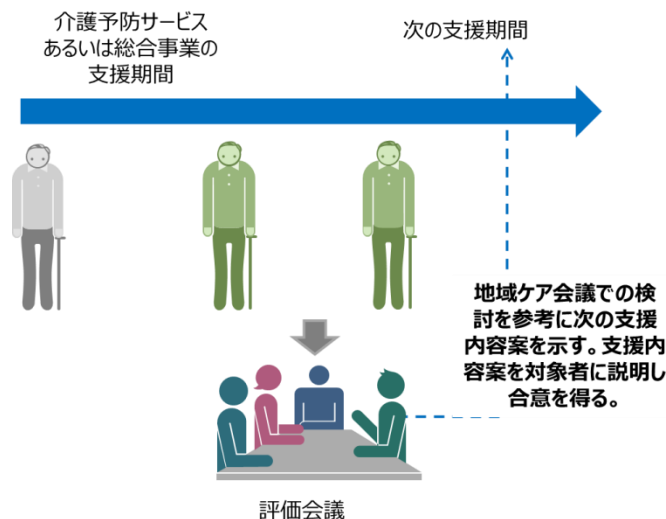 介護予防サービス
あるいは総合事業の
支援期間
次の支援期間
地域ケア会議での検
討を参考に次の支援
内容案を示す。支援内
容案を対象者に説明し
合意を得る。
評価会議